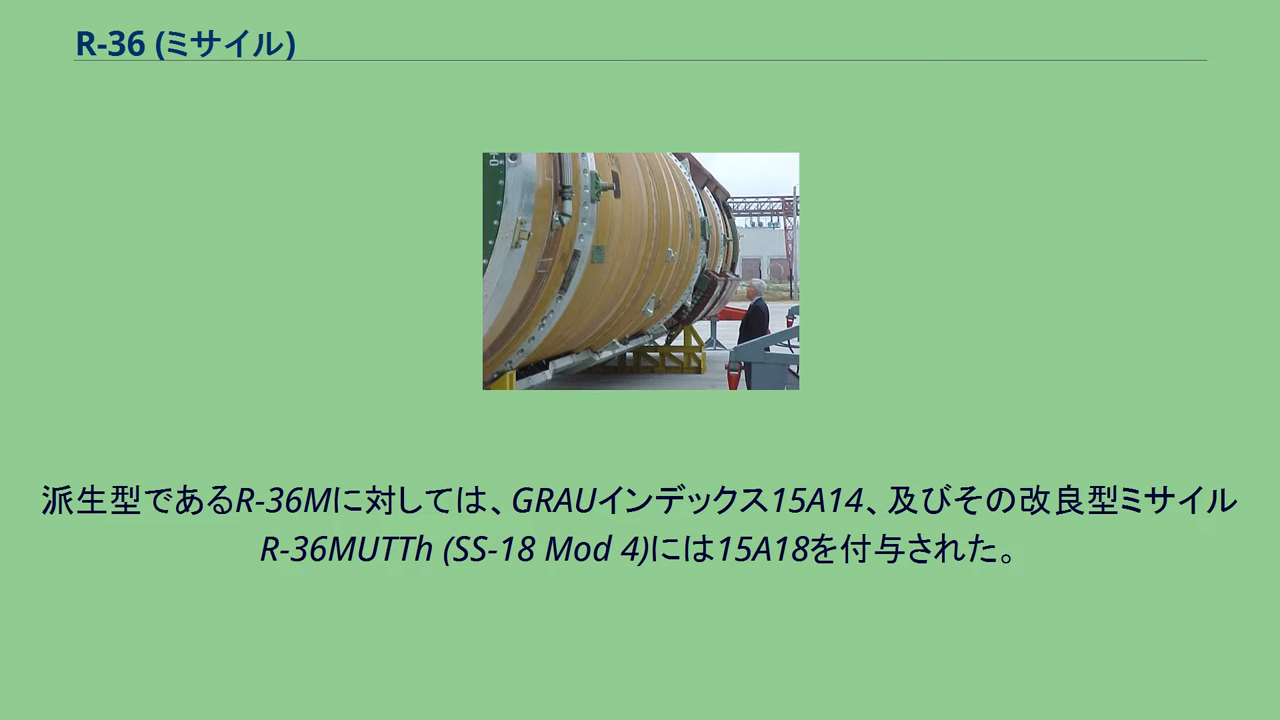 R-36 (ミサイル)
派生型であるR-36Mに対しては、GRAUインデックス15A14、及びその改良型ミサイル
R-36MUTTh (SS-18 Mod 4)には15A18を付与された。